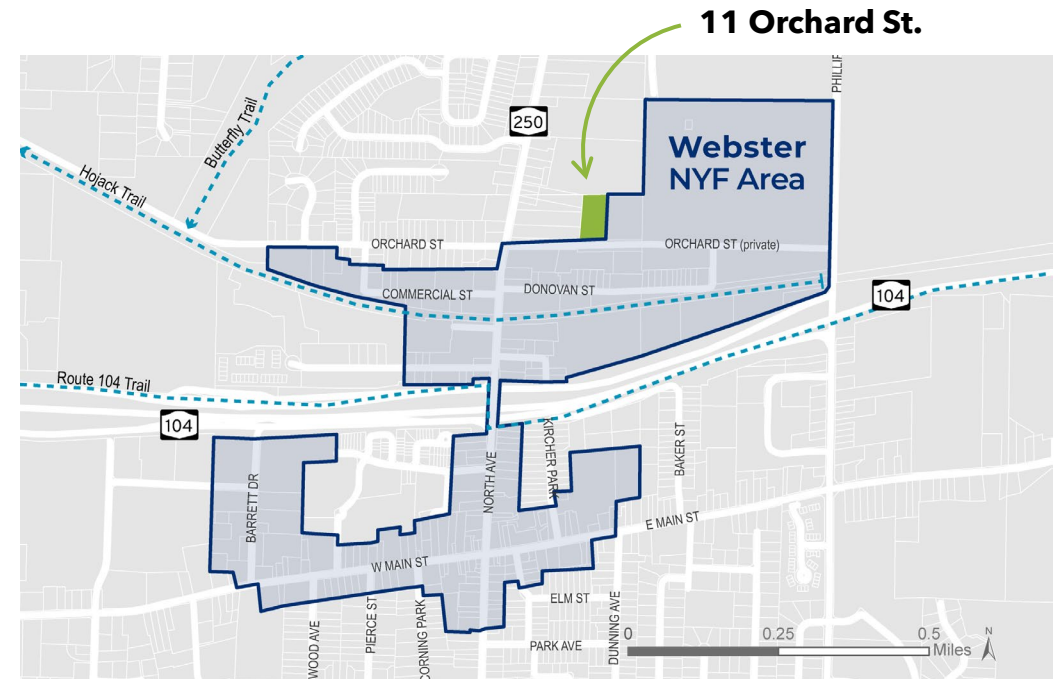 11 Orchard St.
PHILLIP
Butterfly Trail
250
Webster
NYF Area
Hojack Trail
ORCHARD ST
ORCHARD ST (private)
COMMERCIAL ST
DONOVAN ST
104
Route 104 Trail
104
KIRCHER PARK
BAKER ST
NORTH AVE
BARRETT DR
E MAIN ST
W MAIN ST
ELM ST
WOOD AVE
PIERCE ST
CORNING PARK
DUNNING AVE
PARK AVE
0 0.25 0.5
Miles
N